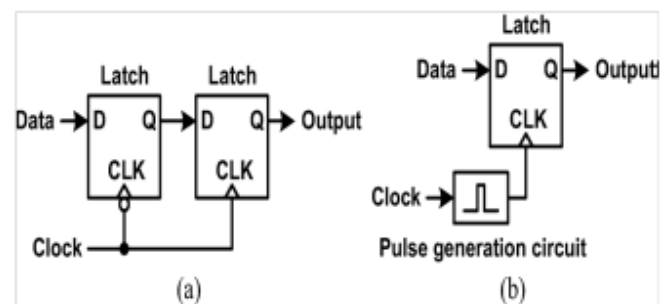 Latch Latch
Data D Q D Q Output
CLK CLK
Clock
(a)
Latch
Data D Q Output
CLK
Clock
Pulse generation circuit
(b)